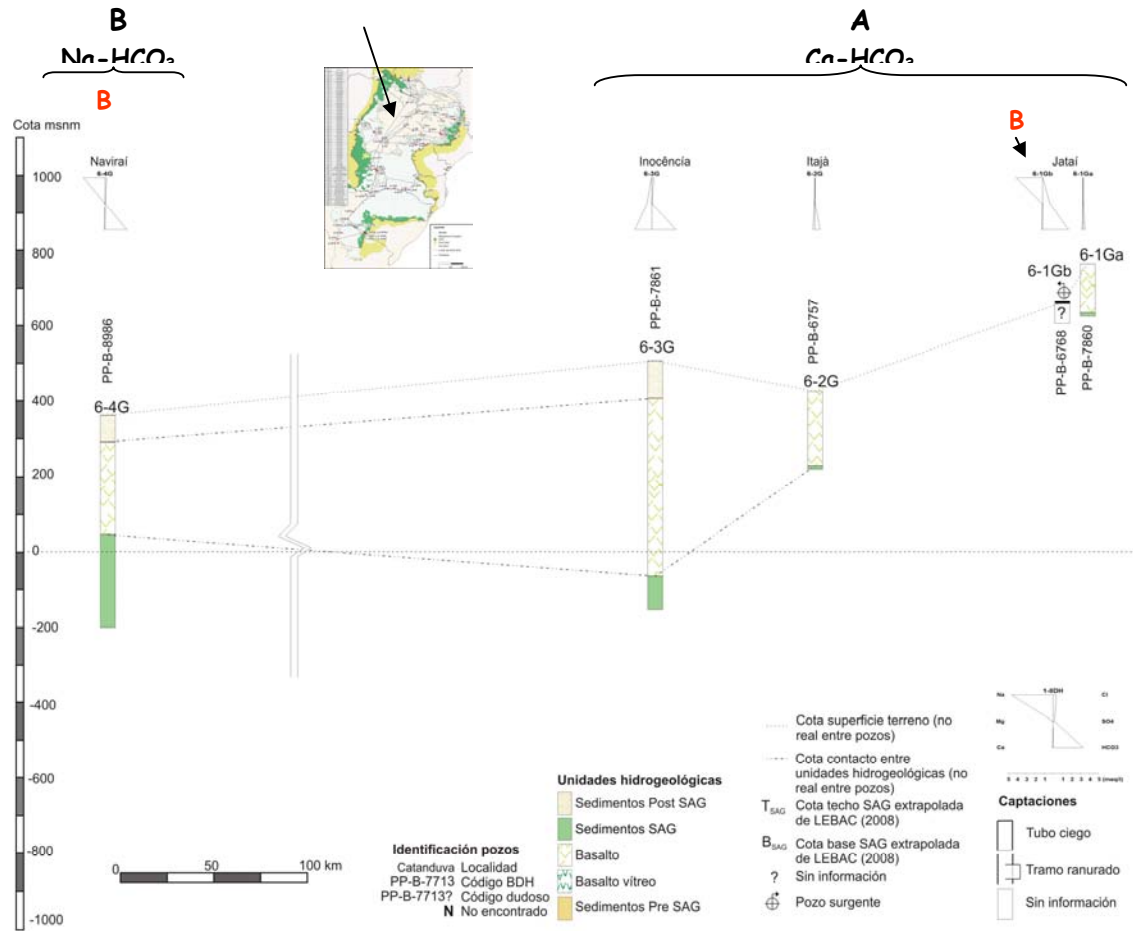 B
Na-HCO3
B
A
Ca-HCO3
B
Cota msnm
1000
800
600
400
200
0
-200
-400
-600
-800
-1000
Naviraí
6-4G
PP-B-8986
6-4G
Inocência
6-3G
PP-B-7861
6-3G
Itajà
6-2G
PP-B-6757
6-2G
Jataí
6-1Gb
6-1Ga
6-1Gb
6-1Ga
?
PP-B-6768
PP-B-7860
0
50
100 km
Identificación pozos
Catanduva Localidad
PP-B-7713 Código BDH
PP-B-7713? Código dudoso
N No encontrado
Unidades hidrogeológicas
Sedimentos Post SAG
Sedimentos SAG
Basalto
Basalto vítreo
Sedimentos Pre SAG
Cota superficie terreno (no
real entre pozos)
Cota contacto entre
unidades hidrogeológicas (no
real entre pozos)
TSAG Cota techo SAG extrapolada
de LEBAC (2008)
BSAG Cota base SAG extrapolada
de LEBAC (2008)
? Sin información
Pozo surgente
Na
Cl
Mg
SO4
Ca
HCO3
Captaciones
Tubo ciego
Tramo ranurado
Sin información